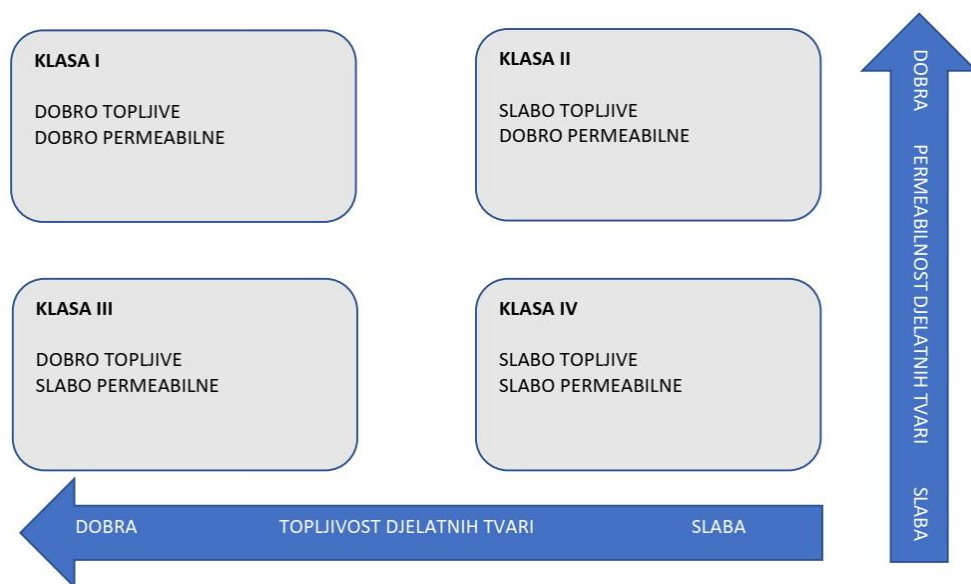 KLASA I
DOBRO TOPLJIVE
DOBRO PERMEABILNE
KLASA II
SLABO TOPLJIVE
DOBRO PERMEABILNE
KLASA III
DOBRO TOPLJIVE
SLABO PERMEABILNE
KLASA IV
SLABO TOPLJIVE
SLABO PERMEABILNE
DOBRA TOPLJIVOST DJELATNIH TVARI SLABA
DOBRA PERMEABILNOST DJELATNIH TVARI SLABA